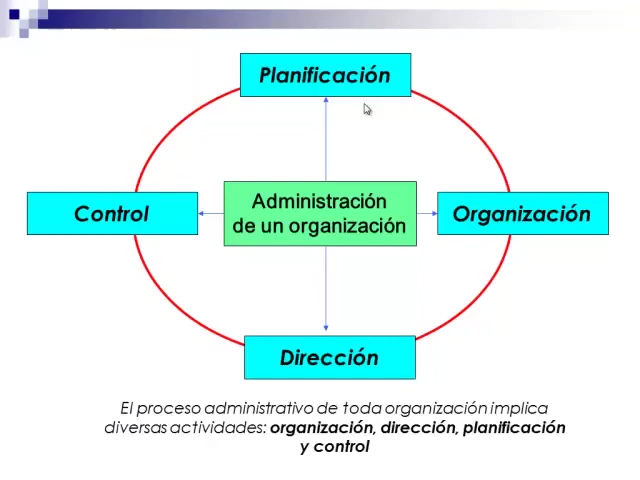 Planificación
Administración
de un organización
Control
Organización
Dirección
El proceso administrativo de toda organización implica
diversas actividades: organización, dirección, planificación
y control